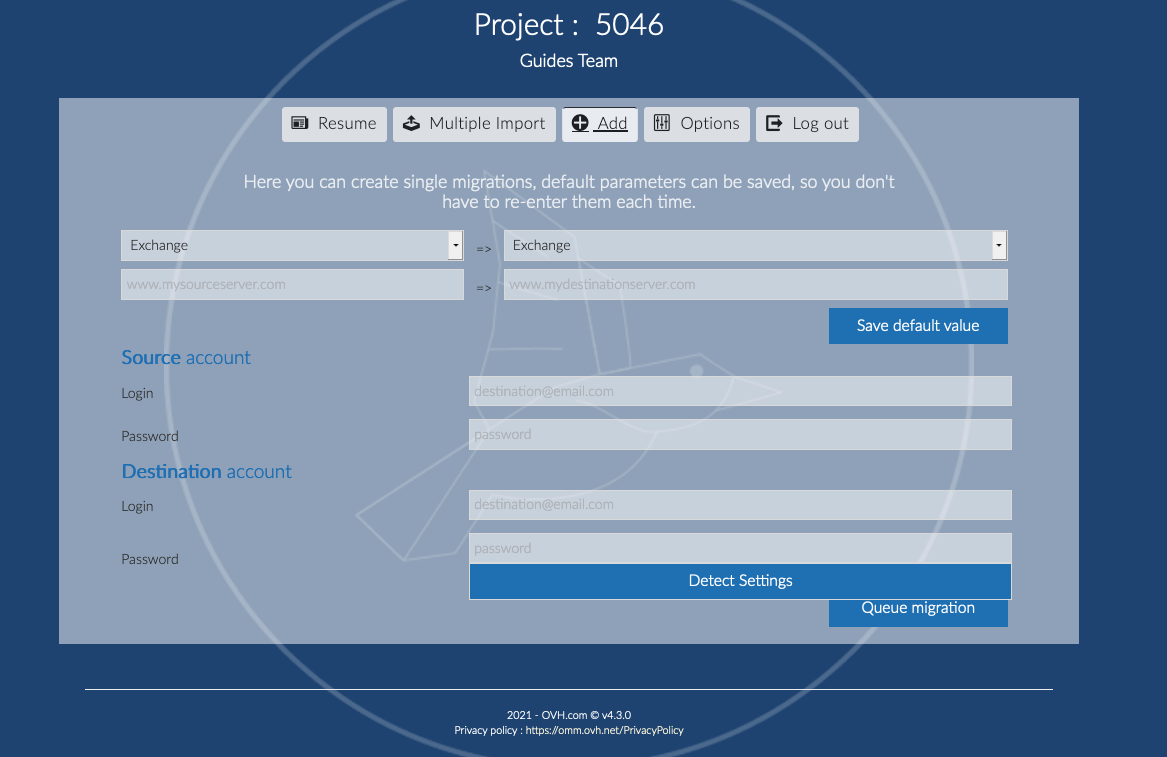 Project :  5046
Guides Team
Resume Multiple Import Add Options Log out
Here you can create single migrations, default parameters can be saved, so you don't
have to re-enter them each time.
Exchange => Exchange
www.mysourceserver.com => www.mydestinationserver.com
Save default value
Source account
Login destination@email.com
Password password
Destination account
Login destination@email.com
Password password
Detect Settings
Queue migration
2021 - OVH.com © v4.3.0
Privacy policy : https://omm.ovh.net/PrivacyPolicy